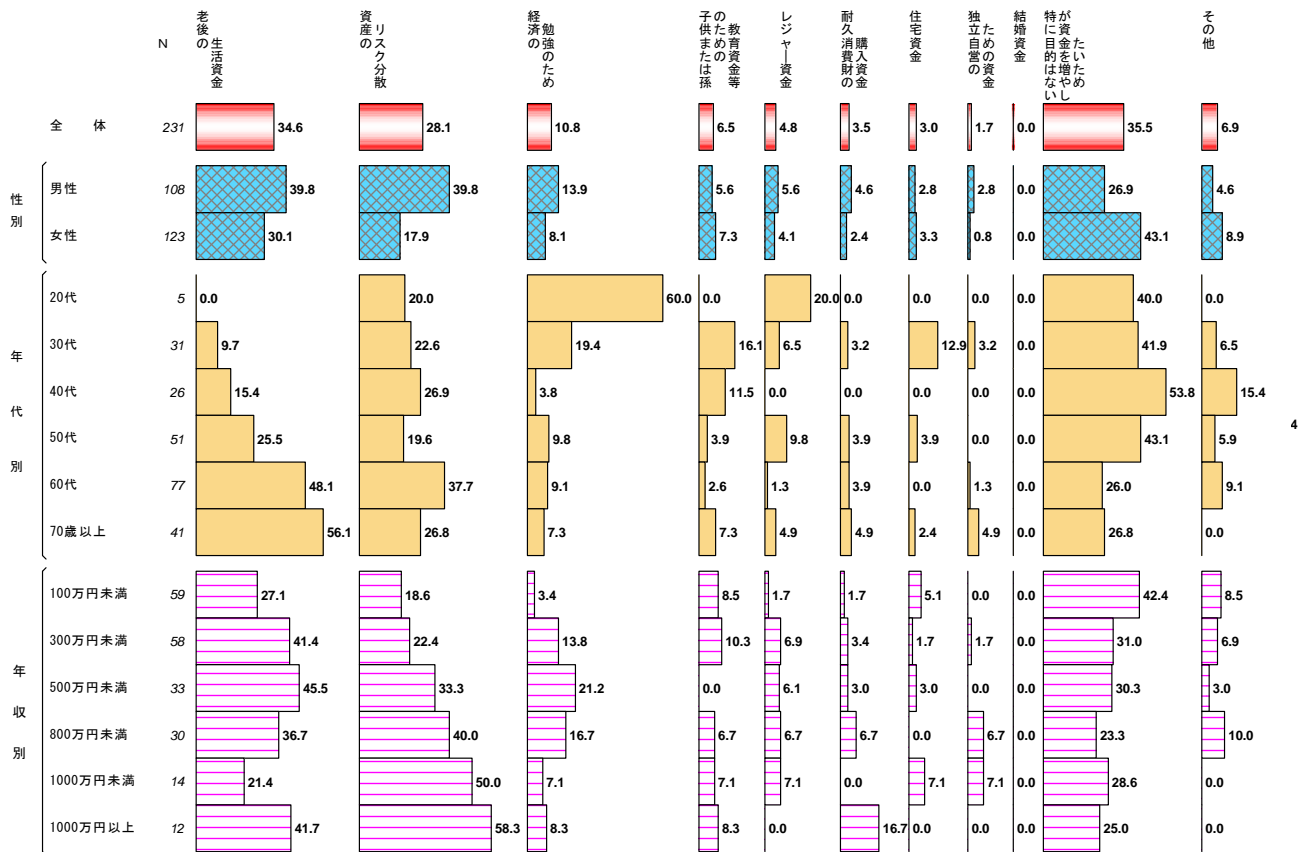 N
老後の
生活資金
資産の
リスク分散
経済の
勉強のため
子供または孫
のための
教育資金等
レジャー資金
耐久消費財の
購入資金
住宅資金
独立自営の
ための資金
結婚資金
特に目的はない
が資金を増やし
たいため
その他
全 体 231 34.6 28.1 10.8 6.5 4.8 3.5 3.0 1.7 0.0 35.5 6.9
性別
男性 108 39.8 39.8 13.9 5.6 5.6 4.6 2.8 2.8 0.0 26.9 4.6
女性 123 30.1 17.9 8.1 7.3 4.1 2.4 3.3 0.8 0.0 43.1 8.9
年代別
20代 5 0.0 20.0 60.0 0.0 20.0 0.0 0.0 0.0 0.0 40.0 0.0
30代 31 9.7 22.6 19.4 16.1 6.5 3.2 12.9 3.2 0.0 41.9 6.5
40代 26 15.4 26.9 3.8 11.5 0.0 0.0 0.0 0.0 0.0 53.8 15.4
50代 51 25.5 19.6 9.8 3.9 9.8 3.9 3.9 0.0 0.0 43.1 5.9
4
60代 77 48.1 37.7 9.1 2.6 1.3 3.9 0.0 1.3 0.0 26.0 9.1
70歳以上 41 56.1 26.8 7.3 7.3 4.9 4.9 2.4 4.9 0.0 26.8 0.0
年収別
100万円未満 59 27.1 18.6 3.4 8.5 1.7 1.7 5.1 0.0 0.0 42.4 8.5
300万円未満 58 41.4 22.4 13.8 10.3 6.9 3.4 1.7 1.7 0.0 31.0 6.9
500万円未満 33 45.5 33.3 21.2 0.0 6.1 3.0 3.0 0.0 0.0 30.3 3.0
800万円未満 30 36.7 40.0 16.7 6.7 6.7 6.7 0.0 6.7 0.0 23.3 10.0
1000万円未満 14 21.4 50.0 7.1 7.1 7.1 0.0 7.1 7.1 0.0 28.6 0.0
1000万円以上 12 41.7 58.3 8.3 8.3 0.0 16.7 0.0 0.0 0.0 25.0 0.0